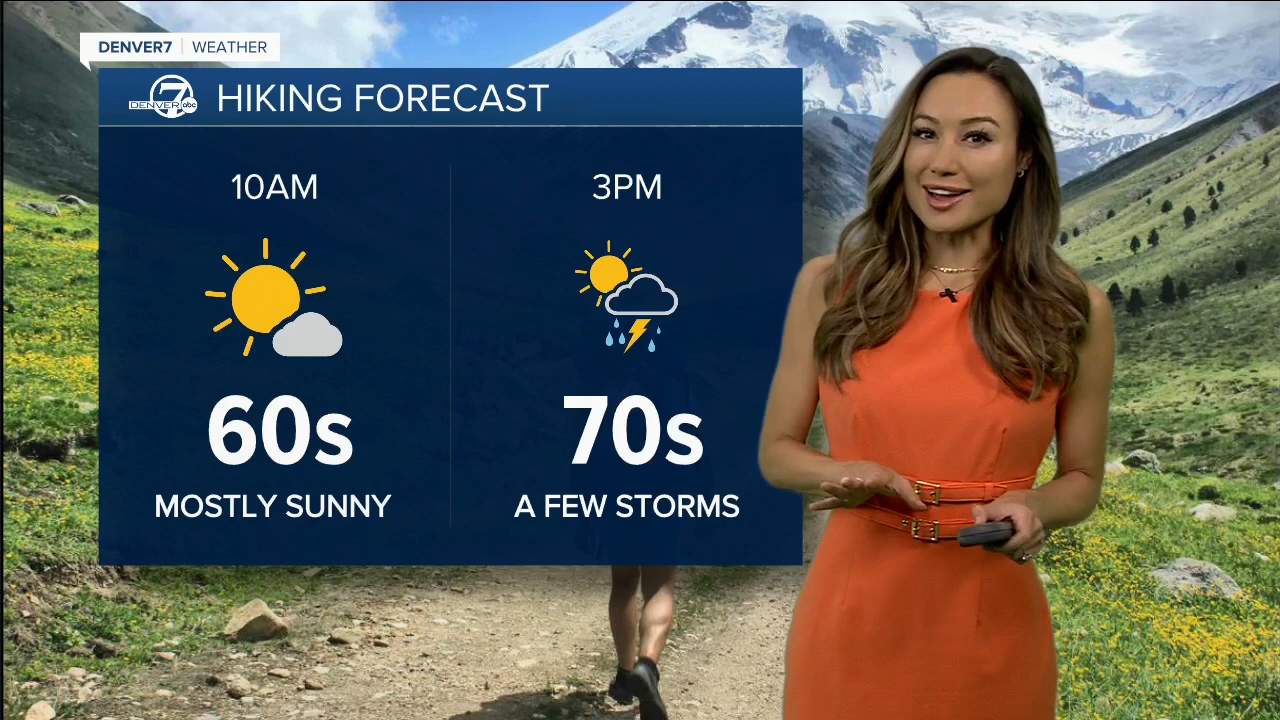 DENVER7 | WEATHER
DENVER 7 abc
HIKING FORECAST
10AM
3PM
60s
70s
MOSTLY SUNNY
A FEW STORMS